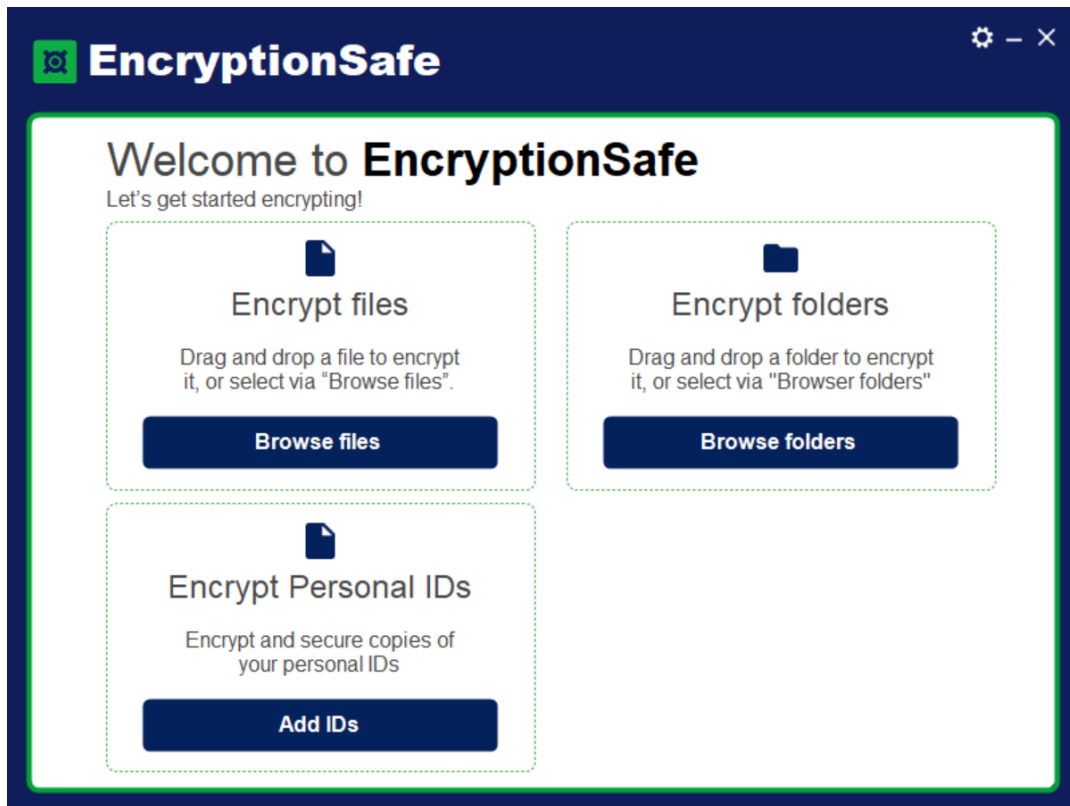 EncryptionSafe
Welcome to EncryptionSafe
Let's get started encrypting!
Encrypt files
Drag and drop a file to encrypt
it, or select via “Browse files”.
Browse files
Encrypt folders
Drag and drop a folder to encrypt
it, or select via "Browser folders"
Browse folders
Encrypt Personal IDs
Encrypt and secure copies of
your personal IDs
Add IDs